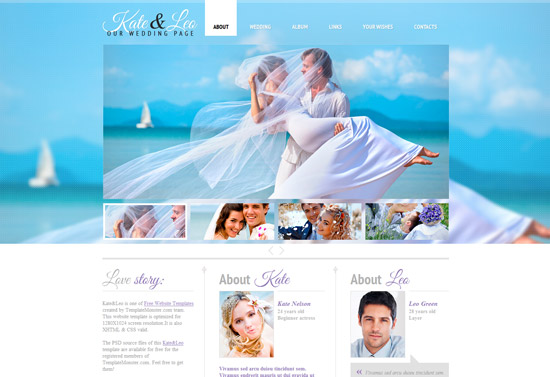 Kate & Leo
OUR WEDDING PAGE
ABOUT
WEDDING
ALBUM
LINKS
YOUR WISHES
CONTACTS
Love story:
Kate&Leo is one of Free Website Templates
created by TemplateMonster.com team.
This website template is optimized for
1280X1024 screen resolution.It is also
XHTML & CSS valid.
The PSD source files of this Kate&Leo
template are available for free for the
registered members of
TemplateMonster.com. Feel free to get
them!
About Kate
Kate Nelson
24 years old
Beginner actress
Vivamus sed arcu duinu tincidunt sem.
Vivamus endrerit mauris ut dui gravida ut
About Leo
Leo Green
28 years old
Layer
« Vivamus sed arcu duinu tincidunt sem.